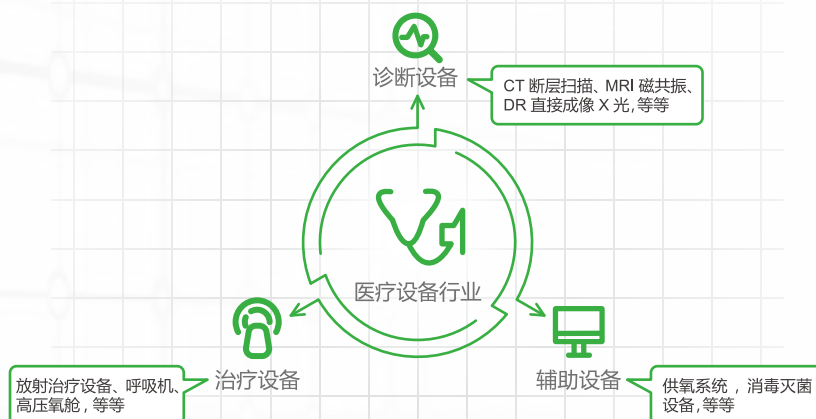 诊断设备
CT 断层扫描、MRI 磁共振、
DR 直接成像 X 光,等等
医疗设备行业
治疗设备
放射治疗设备、呼吸机、
高压氧舱,等等
辅助设备
供氧系统,消毒灭菌
设备,等等